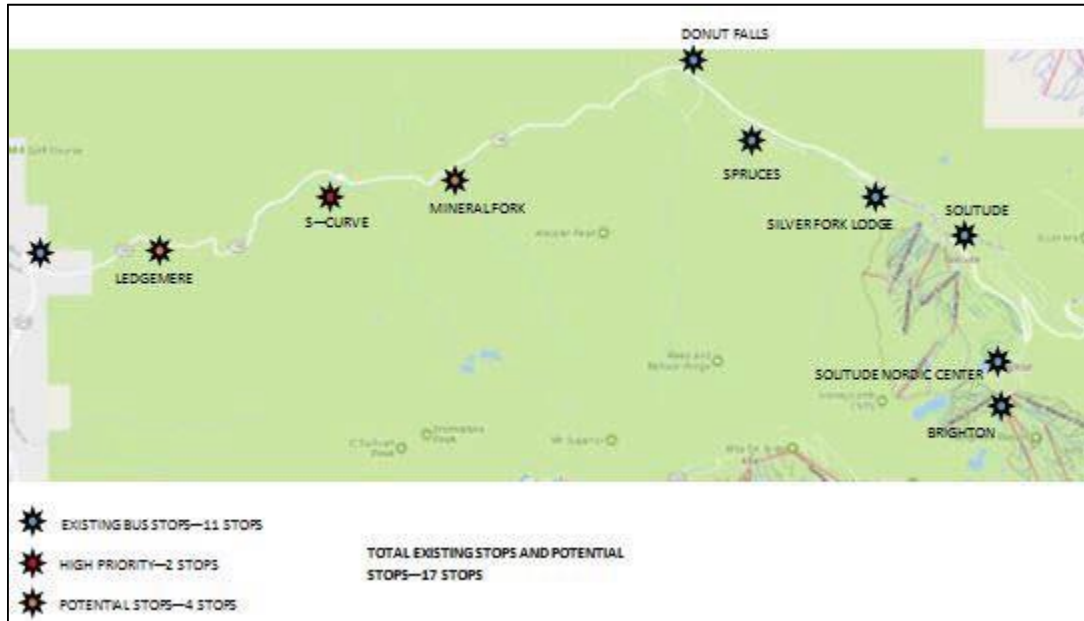 DONUT FALLS
SPRUCES
MINERAL FORK
S—CURVE
SILVER FORK LODGE
SOLITUDE
LEDGEMERE
SOLITUDE NORDIC CENTER
BRIGHTON
EXISTING BUS STOPS—11 STOPS
HIGH PRIORITY—2 STOPS
POTENTIAL STOPS—4 STOPS
TOTAL EXISTING STOPS AND POTENTIAL
STOPS—17 STOPS